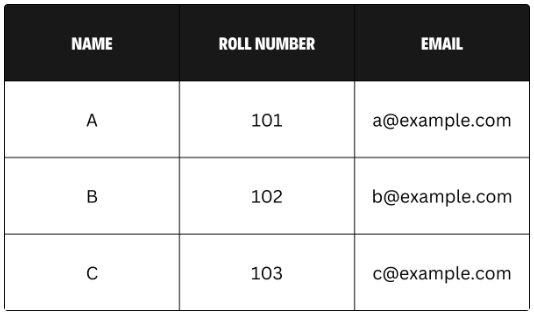 NAME ROLL NUMBER EMAIL
A 101 a@example.com
B 102 b@example.com
C 103 c@example.com